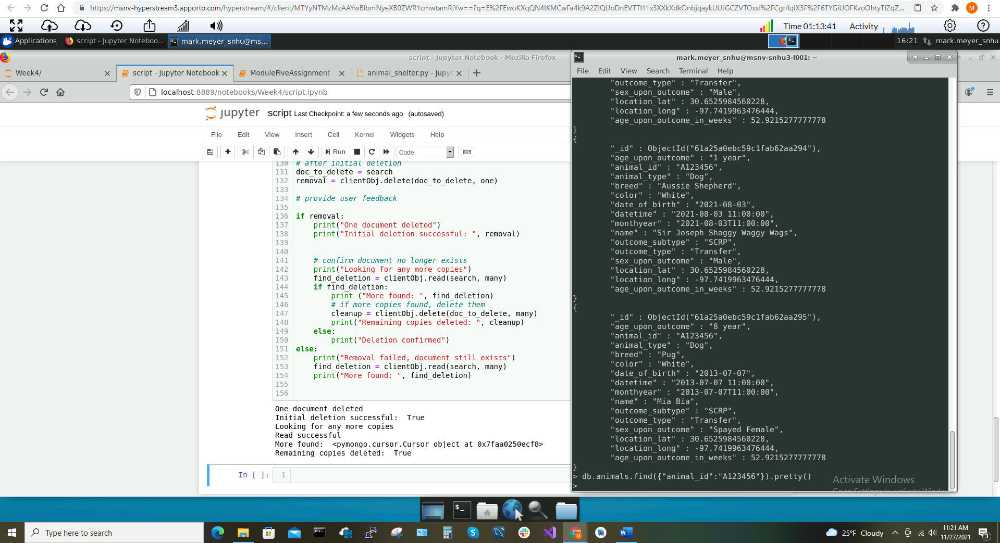 https://msnv-hyperstream3.apporto.com/hyperstream/#/client/
Time 01:13:41
Activity
Applications
script - Jupyter Noteboo...
mark.meyer_snhu@ms...
16:21
mark.meyer_snhu
script - Jupyter Notebook - Mozilla Firefox
Week4/
script - Jupyter Notebook
ModuleFiveAssignment -
animal_shelter.py - Jupyt
localhost:8889/notebooks/Week4/script.ipynb
jupyter script Last Checkpoint: a few seconds ago (autosaved)
File Edit View Insert Cell Kernel Widgets Help
Run
Code
130 # after initial deletion
131 doc_to_delete = search
132 removal = clientObj.delete(doc_to_delete, one)
133
134 # provide user feedback
135
136 if removal:
137 print("One document deleted")
138 print("Initial deletion successful: ", removal)
139
140
141 # confirm document no longer exists
142 print("Looking for any more copies")
143 find_deletion = clientObj.read(search, many)
144 if find_deletion:
145 print ("More found: ", find_deletion)
146 # if more copies found, delete them
147 cleanup = clientObj.delete(doc_to_delete, many)
148 print("Remaining copies deleted: ", cleanup)
149 else:
150 print("Deletion confirmed")
151 else:
152 print("Removal failed, document still exists")
153 find_deletion = clientObj.read(search, many)
154 print("More found: ", find_deletion)
155
156
One document deleted
Initial deletion successful:  True
Looking for any more copies
Read successful
More found:  <pymongo.cursor.Cursor object at 0x7faa0250ecf8>
Remaining copies deleted:  True
In [ ]: 1
mark.meyer_snhu@msnv-snhu3-l001: ~
File Edit View Search Terminal Help
"outcome_type" : "Transfer",
"sex_upon_outcome" : "Male",
"location_lat" : 30.6525984560228,
"location_long" : -97.7419963476444,
"age_upon_outcome_in_weeks" : 52.9215277777778
}
{
"_id" : ObjectId("61a25a0ebc59c1fab62aa294"),
"age_upon_outcome" : "1 year",
"animal_id" : "A123456",
"animal_type" : "Dog",
"breed" : "Aussie Shepherd",
"color" : "White",
"date_of_birth" : "2021-08-03",
"datetime" : "2021-08-03 11:00:00",
"monthyear" : "2021-08-03T11:00:00",
"name" : "Sir Joseph Shaggy Waggy Wags",
"outcome_subtype" : "SCRP",
"outcome_type" : "Transfer",
"sex_upon_outcome" : "Male",
"location_lat" : 30.6525984560228,
"location_long" : -97.7419963476444,
"age_upon_outcome_in_weeks" : 52.9215277777778
}
{
"_id" : ObjectId("61a25a0ebc59c1fab62aa295"),
"age_upon_outcome" : "8 year",
"animal_id" : "A123456",
"animal_type" : "Dog",
"breed" : "Pug",
"color" : "White",
"date_of_birth" : "2013-07-07",
"datetime" : "2013-07-07 11:00:00",
"monthyear" : "2013-07-07T11:00:00",
"name" : "Mia Bia",
"outcome_subtype" : "SCRP",
"outcome_type" : "Transfer",
"sex_upon_outcome" : "Spayed Female",
"location_lat" : 30.6525984560228,
"location_long" : -97.7419963476444,
"age_upon_outcome_in_weeks" : 52.9215277777778
}
> db.animals.find({"animal_id":"A123456"}).pretty()
>
Activate Windows
Go to Settings to activate Windows.
Type here to search
25°F Cloudy
11:21 AM
11/27/2021
3